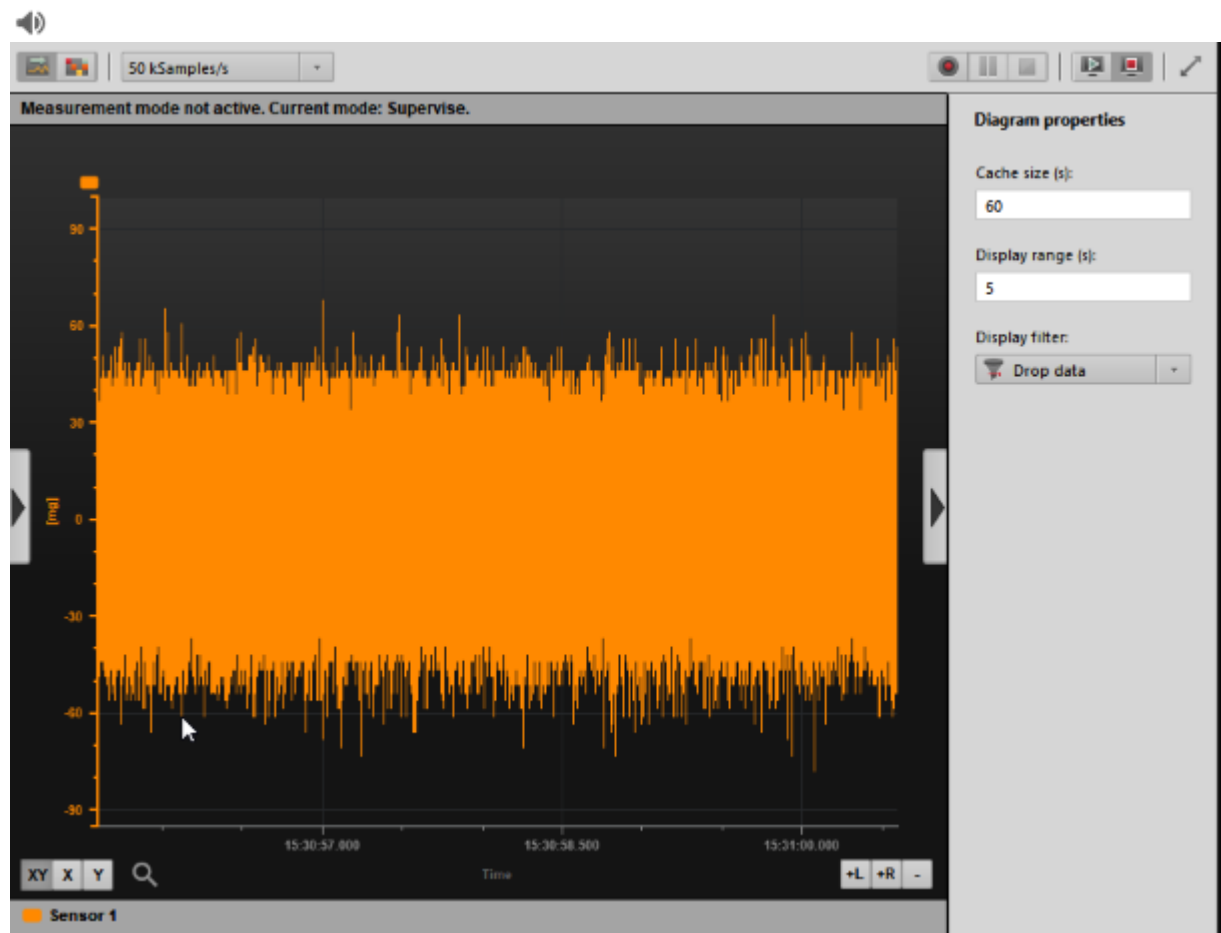 50 kSamples/s
Measurement mode not active. Current mode: Supervise.
Diagram properties
Cache size (s):
60
Display range (s):
5
Display filter:
Drop data
90
60
30
[mg]
0
-30
-60
-90
15:30:57.000 15:30:58.500 15:31:00.000
Time
XY X Y
+L +R -
Sensor 1